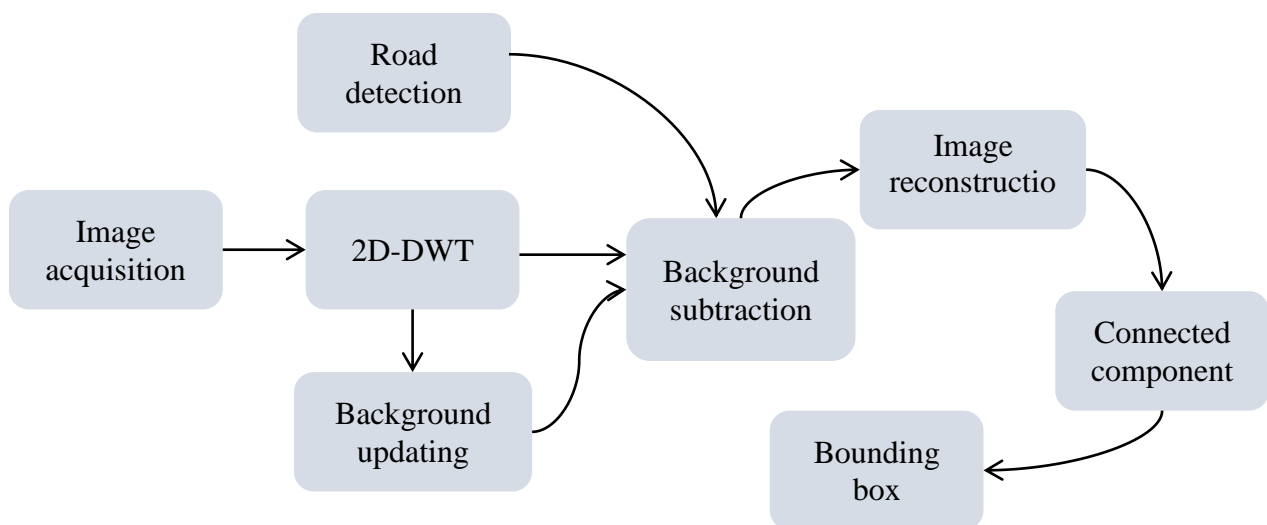 Road
detection
Image
reconstructio
Image
acquisition
2D-DWT
Background
subtraction
Connected
component
Background
updating
Bounding
box